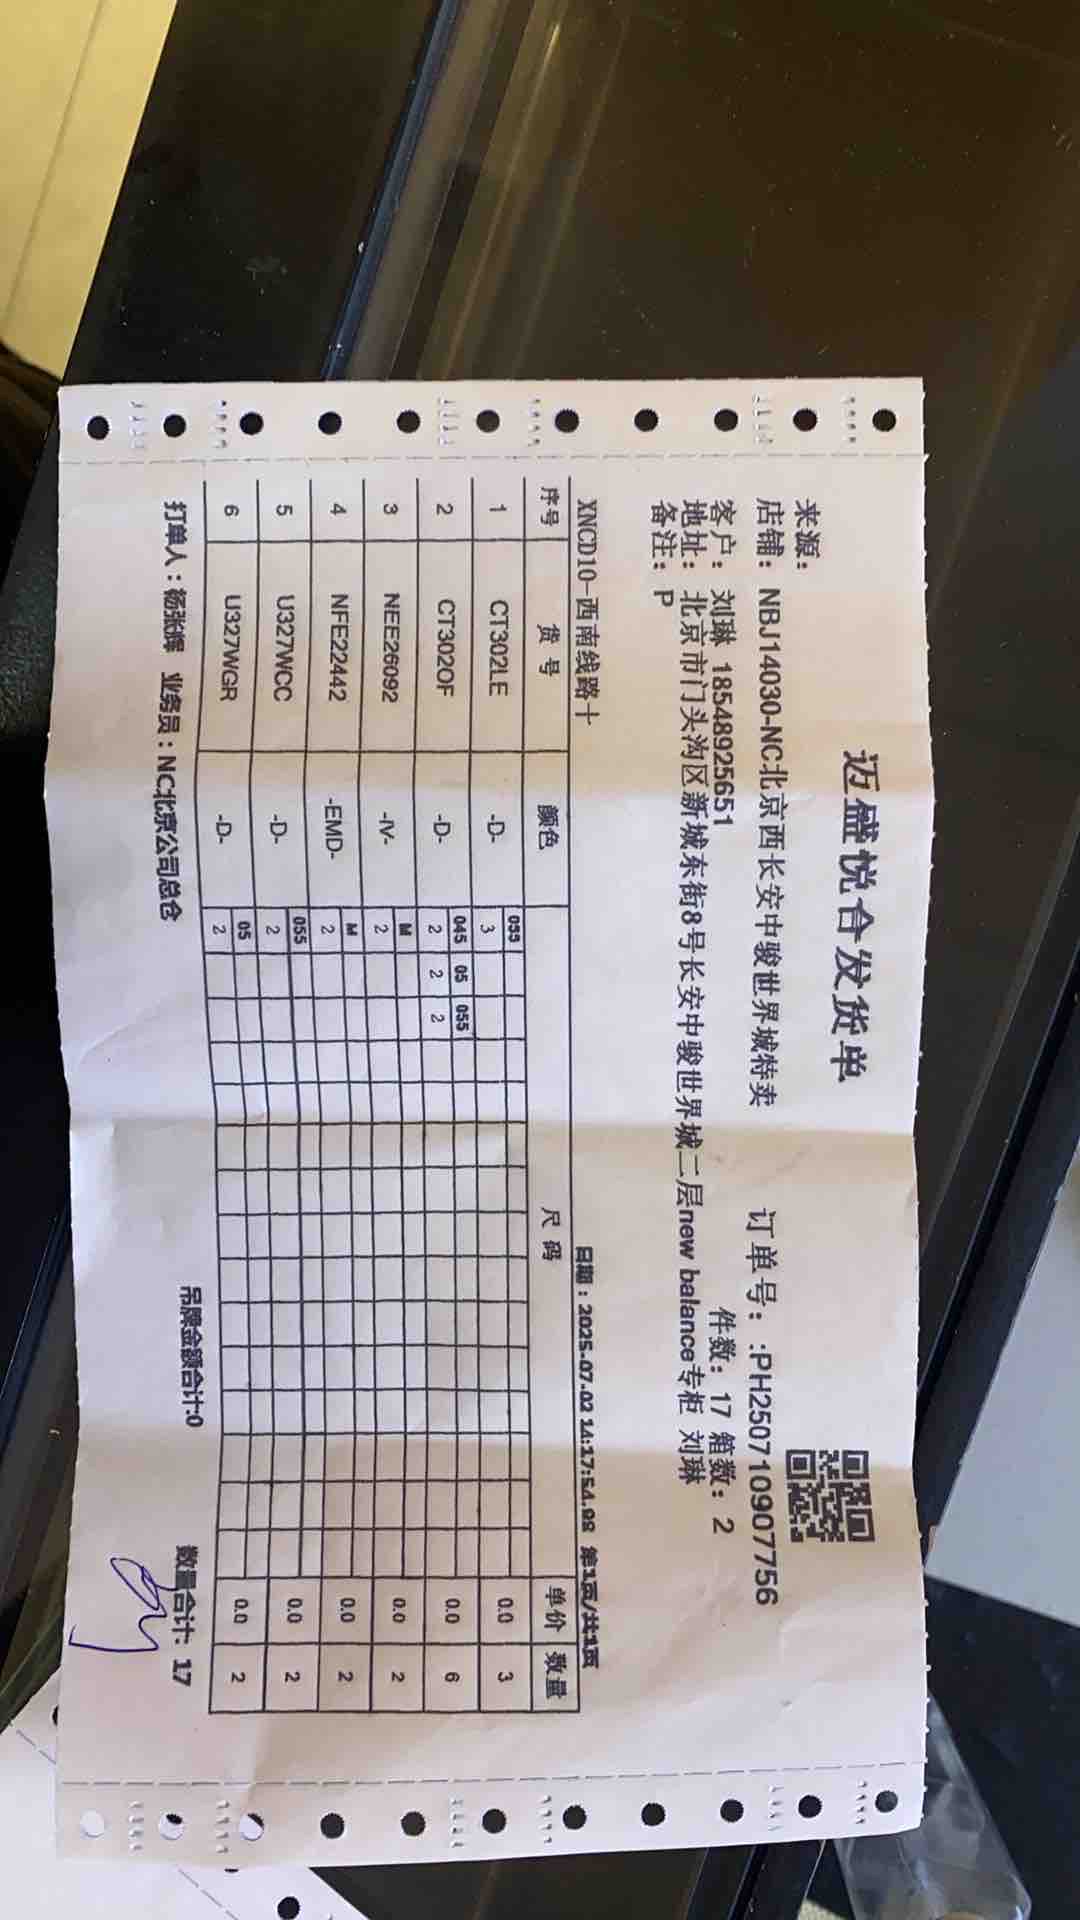 迈盛悦合发货单
来源：
店铺：NBJ14030-NC北京西长安中骏世界城特卖 订单号：.PH250710907756
客户：刘琳 18548925651 件数：17 箱数：2
地址：北京市门头沟区新城东街8号长安中骏世界城二层new balance专柜 刘琳
备注：P
XNCD10-西南线路十 日期：2025-07-02 14:17:54.98 第1页/共1页
序号 货号 颜色 尺码 单价 数量
055
1 CT302LE -D- 3 0.0 3
045 05 055
2 CT302OF -D- 2 2 2 0.0 6
M
3 NEE26092 -IV- 2 0.0 2
M
4 NFE22442 -EMD- 2 0.0 2
055
5 U327WCC -D- 2 0.0 2
05
6 U327WGR -D- 2 0.0 2
打单人：杨张辉 业务员：NC北京公司总仓 吊牌金额合计:0 数量合计: 17